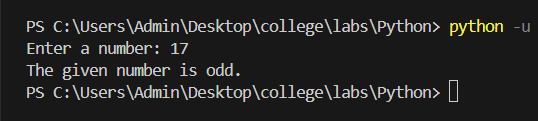 PS C:\Users\Admin\Desktop\college\labs\Python> python -u
Enter a number: 17
The given number is odd.
PS C:\Users\Admin\Desktop\college\labs\Python>